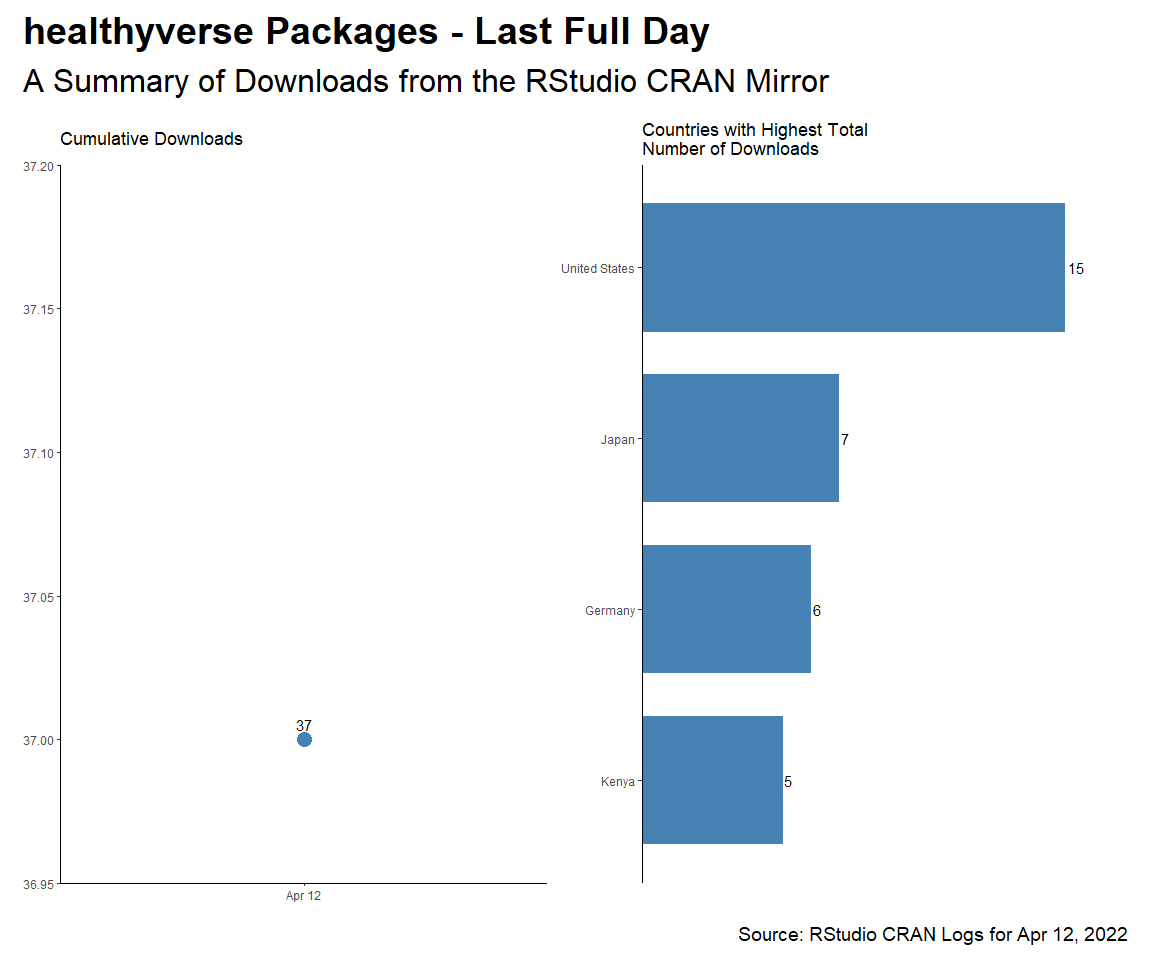 healthyverse Packages - Last Full Day
A Summary of Downloads from the RStudio CRAN Mirror
Cumulative Downloads
37.20
37.15
37.10
37.05
37.00
36.95
37
Apr 12
Countries with Highest Total
Number of Downloads
United States
15
Japan
7
Germany
6
Kenya
5
Source: RStudio CRAN Logs for Apr 12, 2022